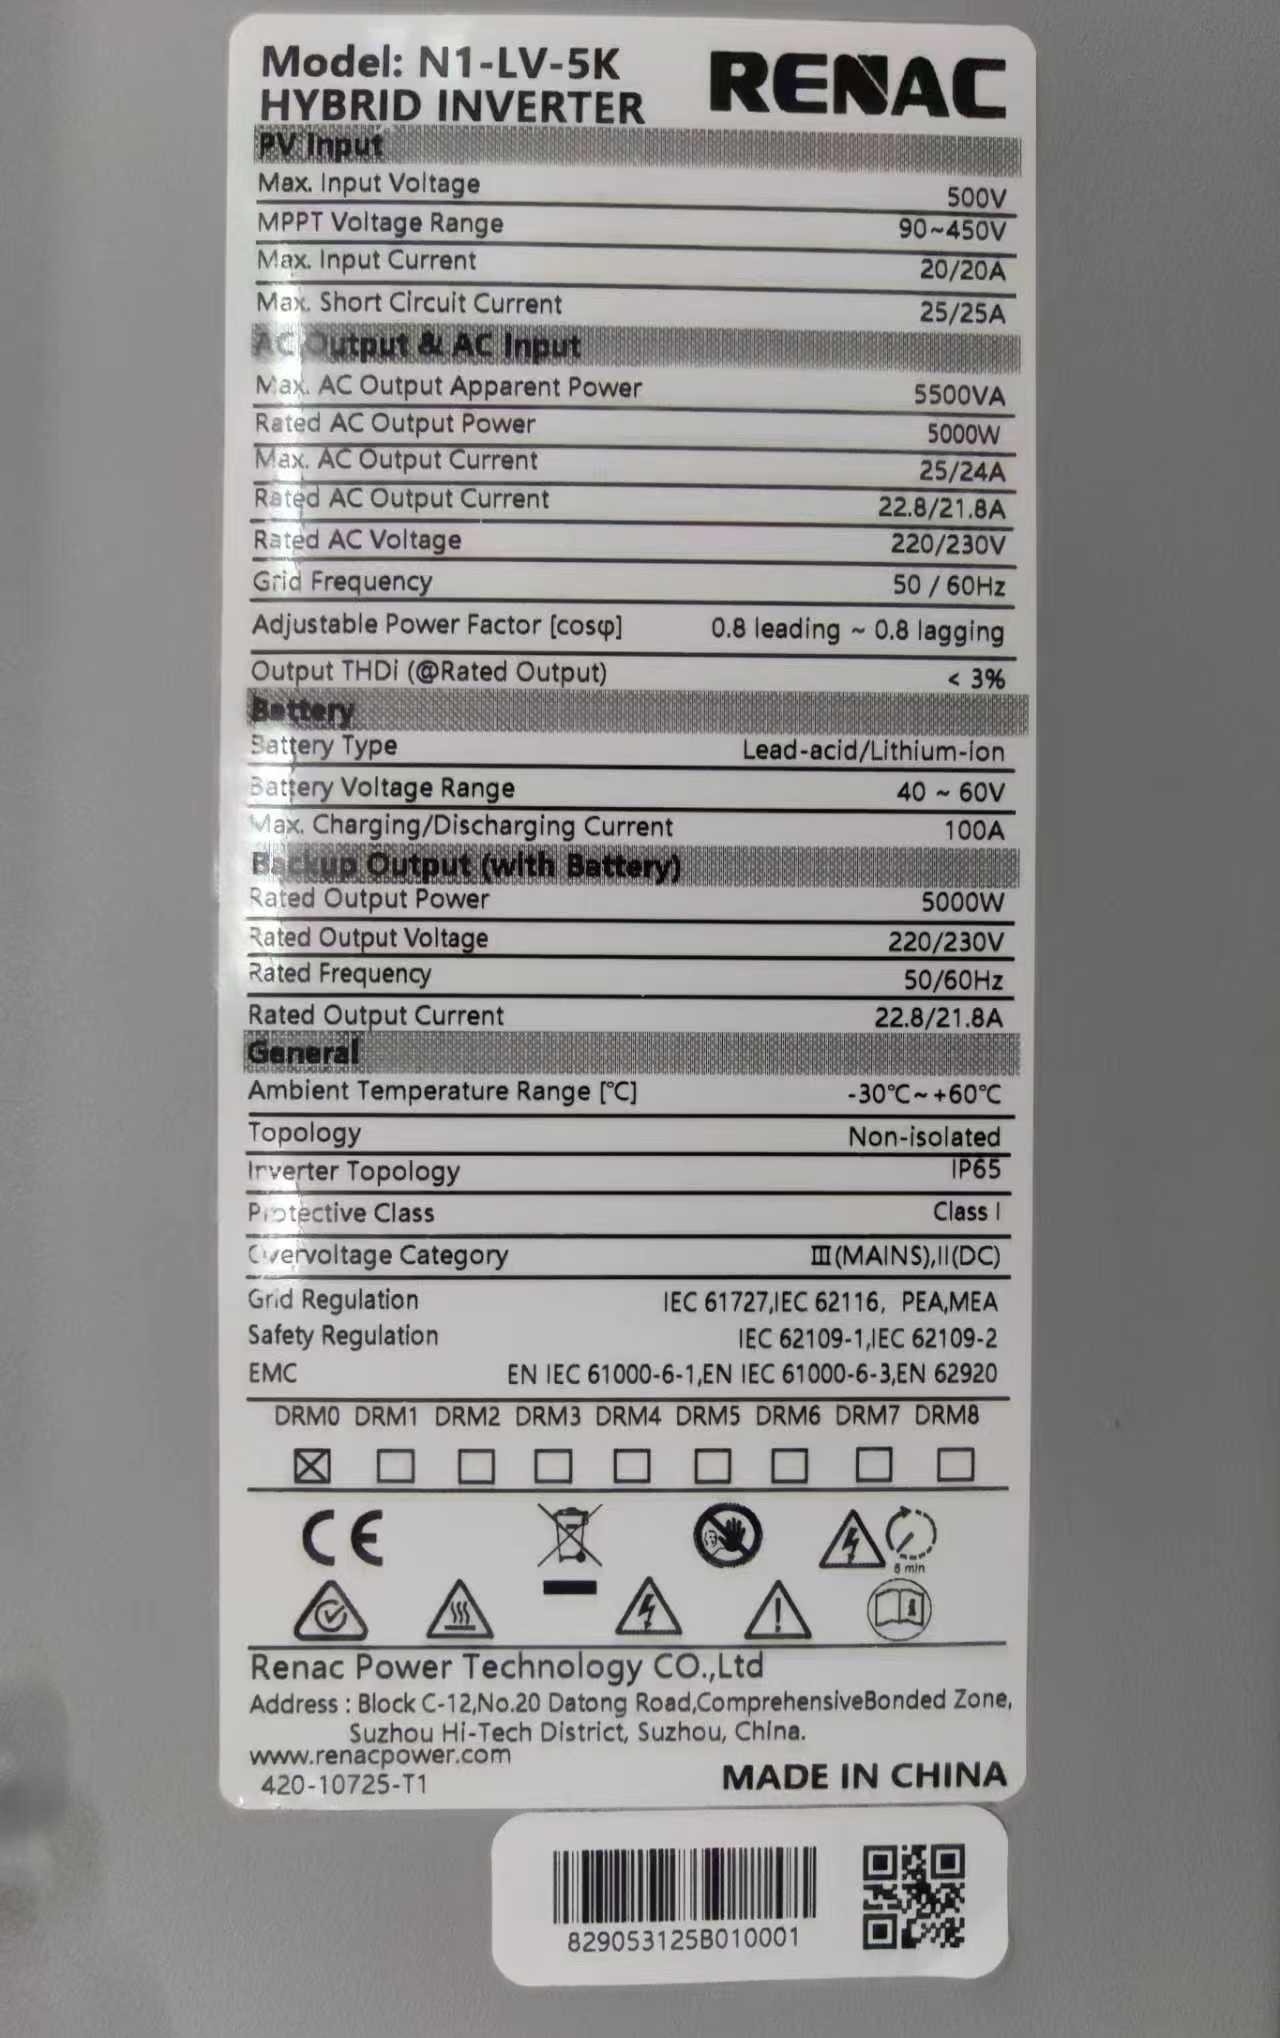 Model: N1-LV-5K
HYBRID INVERTER
RENAC
PV Input
Max. Input Voltage 500V
MPPT Voltage Range 90~450V
Max. Input Current 20/20A
Max. Short Circuit Current 25/25A
AC Output & AC Input
Max. AC Output Apparent Power 5500VA
Rated AC Output Power 5000W
Max. AC Output Current 25/24A
Rated AC Output Current 22.8/21.8A
Rated AC Voltage 220/230V
Grid Frequency 50 / 60Hz
Adjustable Power Factor [cosφ] 0.8 leading ~ 0.8 lagging
Output THDi (@Rated Output) < 3%
Battery
Battery Type Lead-acid/Lithium-ion
Battery Voltage Range 40 ~ 60V
Max. Charging/Discharging Current 100A
Backup Output (with Battery)
Rated Output Power 5000W
Rated Output Voltage 220/230V
Rated Frequency 50/60Hz
Rated Output Current 22.8/21.8A
General
Ambient Temperature Range [℃] -30℃~+60℃
Topology Non-isolated
Inverter Topology IP65
Protective Class Class I
Overvoltage Category Ⅲ(MAINS),II(DC)
Grid Regulation IEC 61727,IEC 62116, PEA,MEA
Safety Regulation IEC 62109-1,IEC 62109-2
EMC EN IEC 61000-6-1,EN IEC 61000-6-3,EN 62920
DRM0 DRM1 DRM2 DRM3 DRM4 DRM5 DRM6 DRM7 DRM8
CE
5 min
Renac Power Technology CO.,Ltd
Address : Block C-12,No.20 Datong Road,ComprehensiveBonded Zone,
Suzhou Hi-Tech District, Suzhou, China.
www.renacpower.com
420-10725-T1
MADE IN CHINA
829053125B010001